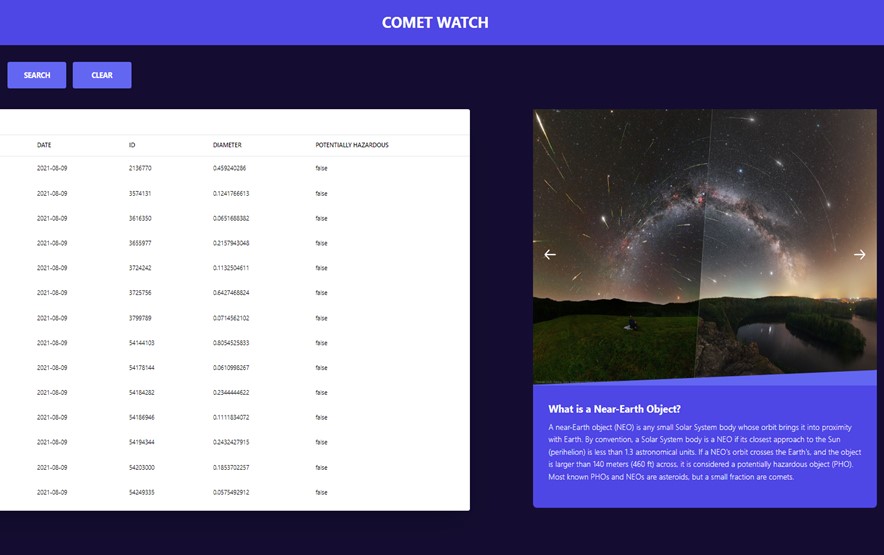 COMET WATCH
SEARCH CLEAR
DATE ID DIAMETER POTENTIALLY HAZARDOUS
2021-08-09 2136770 0.459240286 false
2021-08-09 3574131 0.1241766613 false
2021-08-09 3616350 0.0651688382 false
2021-08-09 3655977 0.2157943048 false
2021-08-09 3724242 0.1132504611 false
2021-08-09 3725756 0.6427468824 false
2021-08-09 3799789 0.0714362102 false
2021-08-09 54144103 0.8054525833 false
2021-08-09 54178144 0.0610998267 false
2021-08-09 54184282 0.2344444622 false
2021-08-09 54186946 0.1111834072 false
2021-08-09 54194344 0.2432427915 false
2021-08-09 54203000 0.1853702257 false
2021-08-09 54249335 0.0575492912 false
What is a Near-Earth Object?
A near-Earth object (NEO) is any small Solar System body whose orbit brings it into proximity
with Earth. By convention, a Solar System body is a NEO if its closest approach to the Sun
(perihelion) is less than 1.3 astronomical units. If a NEO's orbit crosses the Earth's, and the object
is larger than 140 meters (460 ft) across, it is considered a potentially hazardous object (PHO).
Most known PHOs and NEOs are asteroids, but a small fraction are comets.